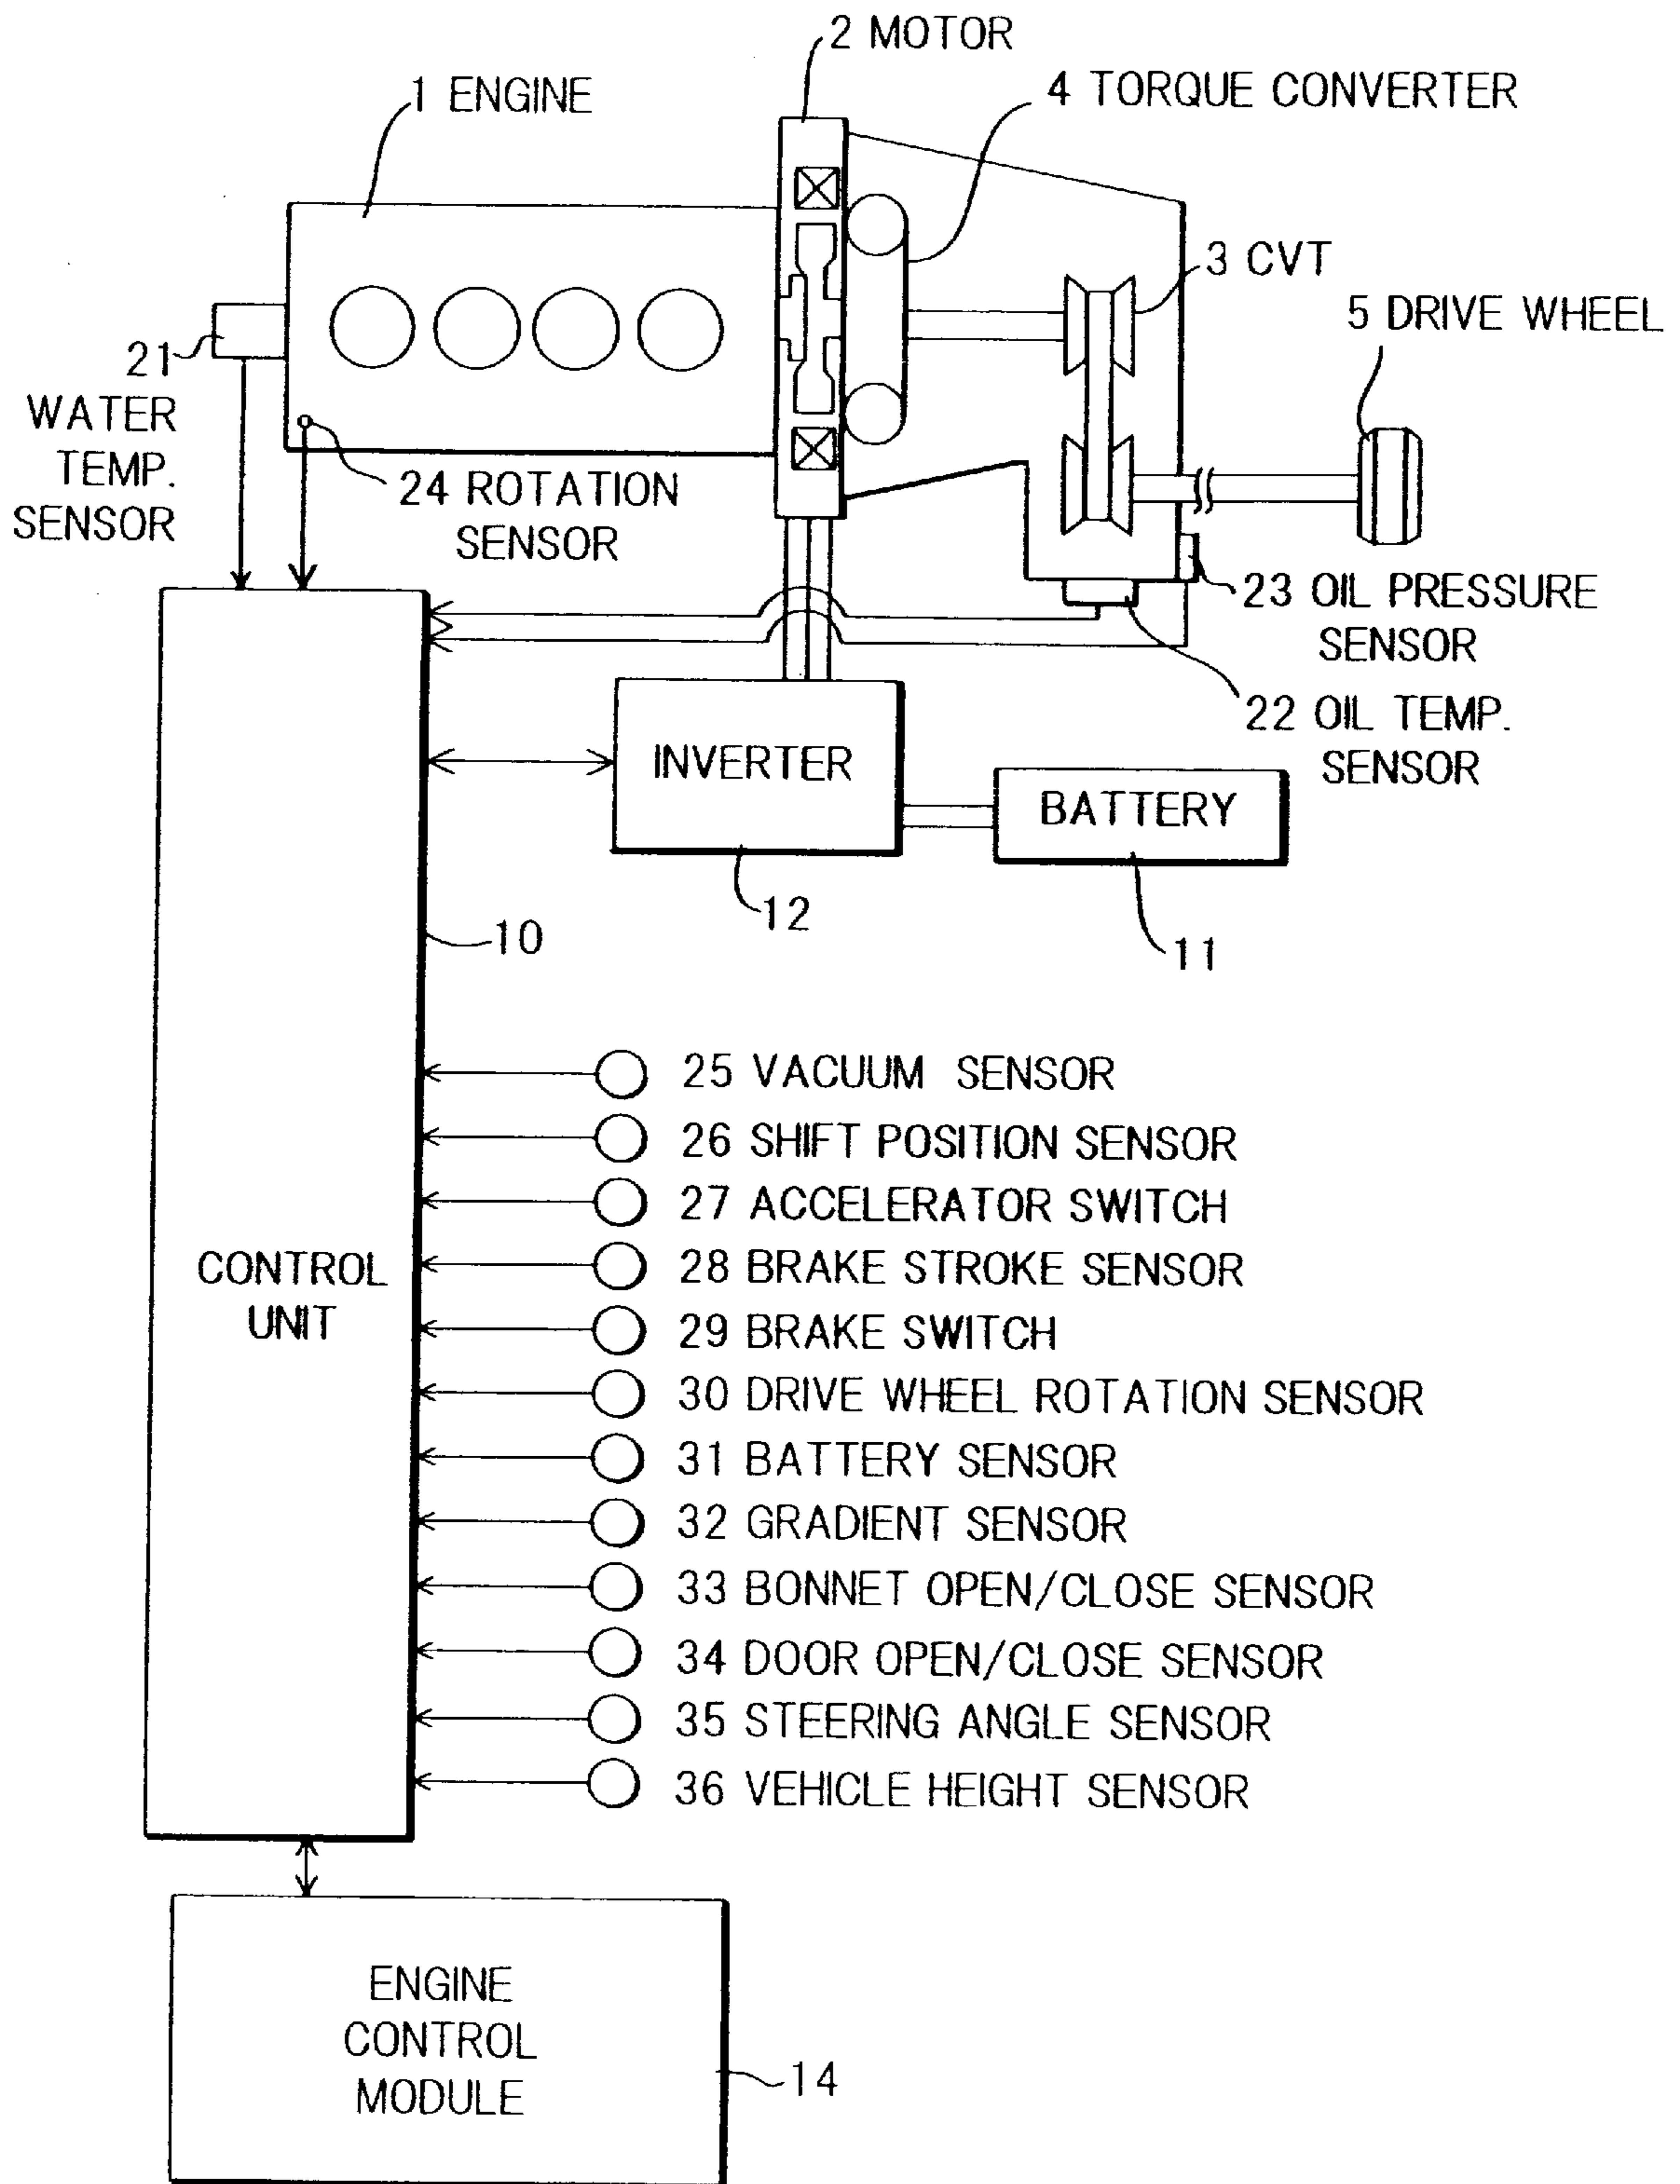 2 MOTOR
1 ENGINE
4 TORQUE CONVERTER
3 CVT
5 DRIVE WHEEL
21
WATER
TEMP.
SENSOR
24 ROTATION
SENSOR
23 OIL PRESSURE
SENSOR
22 OIL TEMP.
SENSOR
INVERTER
BATTERY
12
11
10
25 VACUUM SENSOR
26 SHIFT POSITION SENSOR
27 ACCELERATOR SWITCH
28 BRAKE STROKE SENSOR
CONTROL
UNIT
29 BRAKE SWITCH
30 DRIVE WHEEL ROTATION SENSOR
31 BATTERY SENSOR
32 GRADIENT SENSOR
33 BONNET OPEN/CLOSE SENSOR
34 DOOR OPEN/CLOSE SENSOR
35 STEERING ANGLE SENSOR
36 VEHICLE HEIGHT SENSOR
ENGINE
CONTROL
MODULE
14